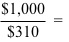 $1,000
$310 =